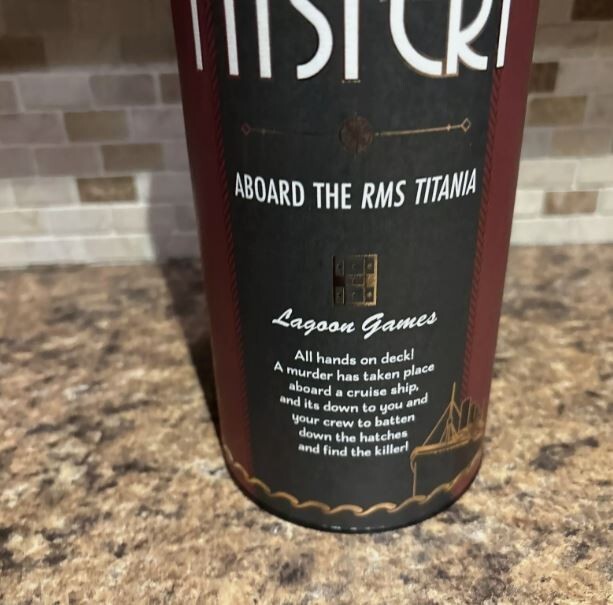 MYSTERY
ABOARD THE RMS TITANIA
Lagoon Games
All hands on deck!
A murder has taken place
aboard a cruise ship,
and its down to you and
your crew to batten
down the hatches
and find the killer!